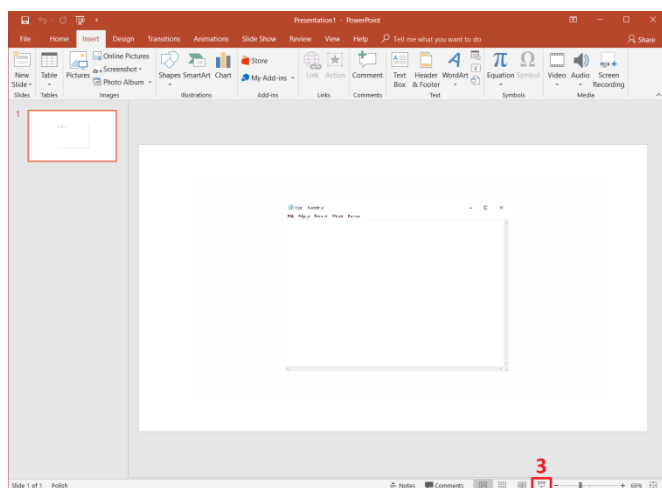 Presentation1 - PowerPoint
File Home Insert Design Transitions Animations Slide Show Review View Help Tell me what you want to do Share
New Slide
Table
Pictures
Online Pictures
Screenshot
Photo Album
Shapes SmartArt Chart
Store
My Add-ins
Link Action
Comment
Text Box
Header & Footer
WordArt
Equation Symbol
Video Audio Screen Recording
Slides Tables Images Illustrations Add-ins Links Comments Text Symbols Media
1
3
Slide 1 of 1 Polish Notes Comments 69%